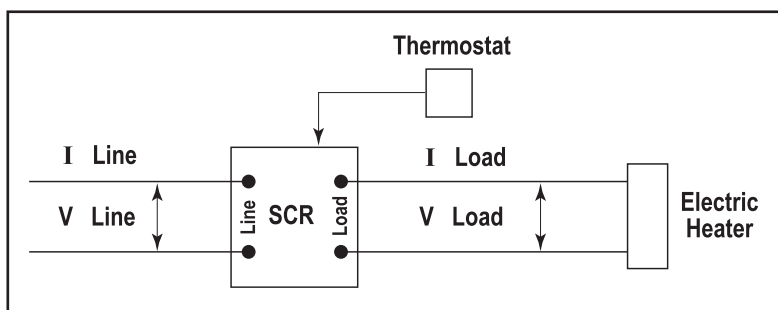 Thermostat
I Line
I Load
V Line
Line
SCR
Load
V Load
Electric
Heater